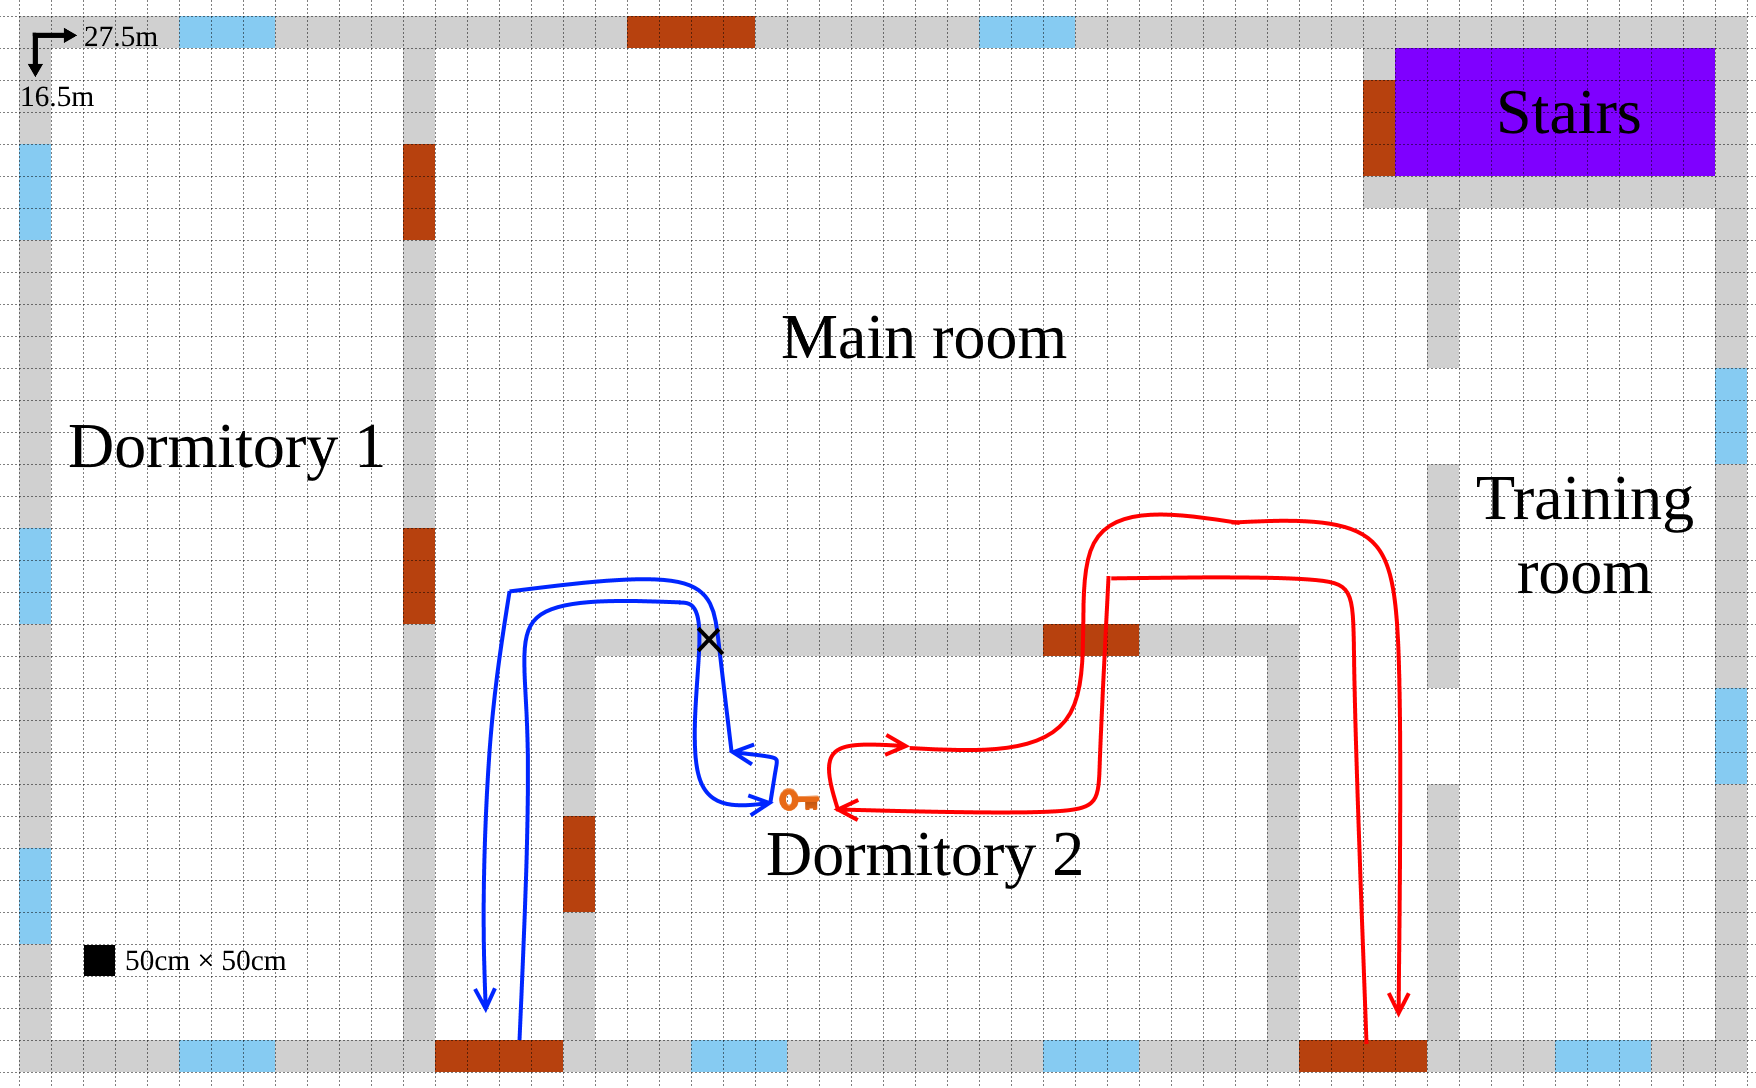 27.5m
16.5m
Stairs
Main room
Dormitory 1
Training
room
Dormitory 2
50cm × 50cm